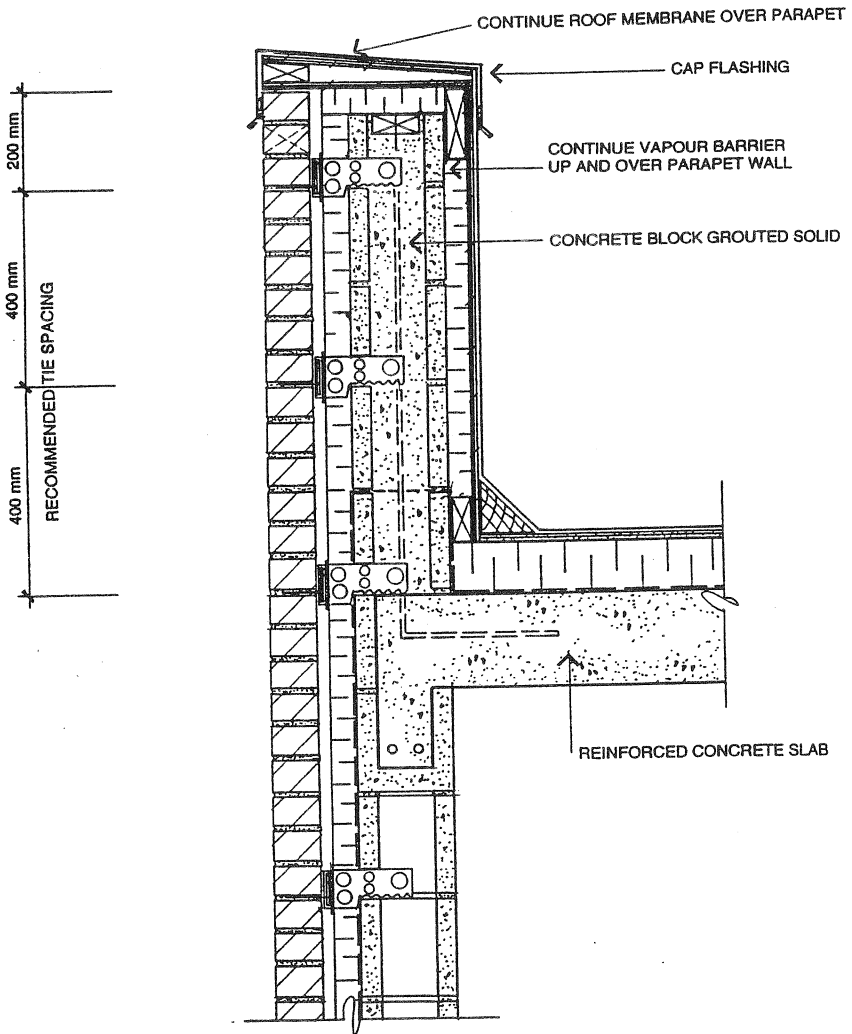 CONTINUE ROOF MEMBRANE OVER PARAPET
CAP FLASHING
CONTINUE VAPOUR BARRIER
UP AND OVER PARAPET WALL
CONCRETE BLOCK GROUTED SOLID
REINFORCED CONCRETE SLAB
200 mm
400 mm
400 mm
RECOMMENDED TIE SPACING